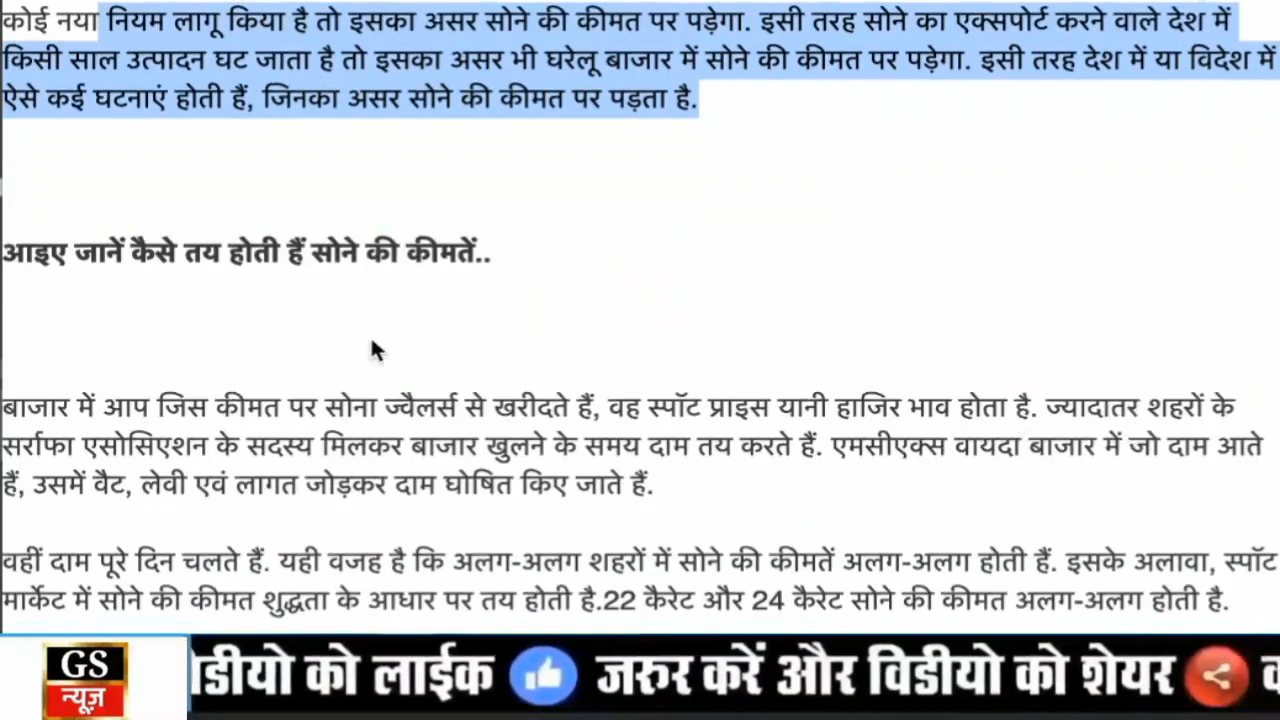 कोई नया नियम लागू किया है तो इसका असर सोने की कीमत पर पड़ेगा. इसी तरह सोने का एक्सपोर्ट करने वाले देश में
किसी साल उत्पादन घट जाता है तो इसका असर भी घरेलू बाजार में सोने की कीमत पर पड़ेगा. इसी तरह देश में या विदेश में
ऐसे कई घटनाएं होती हैं, जिनका असर सोने की कीमत पर पड़ता है.
आइए जानें कैसे तय होती हैं सोने की कीमतें..
बाजार में आप जिस कीमत पर सोना ज्वैलर्स से खरीदते हैं, वह स्पॉट प्राइस यानी हाजिर भाव होता है. ज्यादातर शहरों के
सर्राफा एसोसिएशन के सदस्य मिलकर बाजार खुलने के समय दाम तय करते हैं. एमसीएक्स वायदा बाजार में जो दाम आते
हैं, उसमें वैट, लेवी एवं लागत जोड़कर दाम घोषित किए जाते हैं.
वहीं दाम पूरे दिन चलते हैं. यही वजह है कि अलग-अलग शहरों में सोने की कीमतें अलग-अलग होती हैं. इसके अलावा, स्पॉट
मार्केट में सोने की कीमत शुद्धता के आधार पर तय होती है.22 कैरेट और 24 कैरेट सोने की कीमत अलग-अलग होती है.
GS
न्यूज़
डीयो को लाईक जरुर करें और विडीयो को शेयर